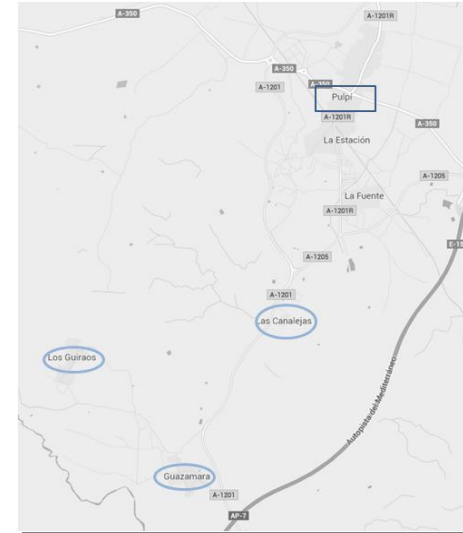 A-350
A-1201R
A-350
A-1201
A-350
Pulpí
A-1201R
A-350
La Estación
A-1205
La Fuente
A-1201R
E-15
A-1205
A-1201
Las Canalejas
Los Guiraos
Autopista del Mediterráneo
Guazamara
A-1201
AP-7